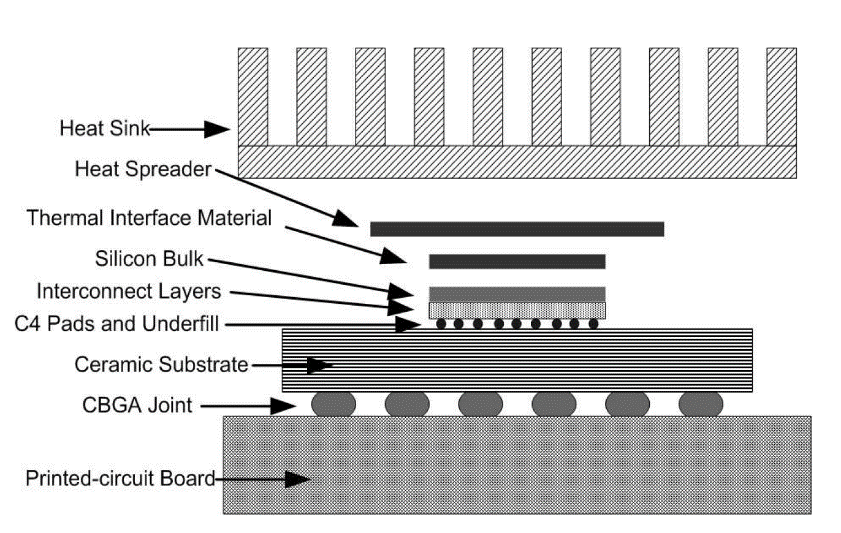 Heat Sink
Heat Spreader
Thermal Interface Material
Silicon Bulk
Interconnect Layers
C4 Pads and Underfill
Ceramic Substrate
CBGA Joint
Printed-circuit Board